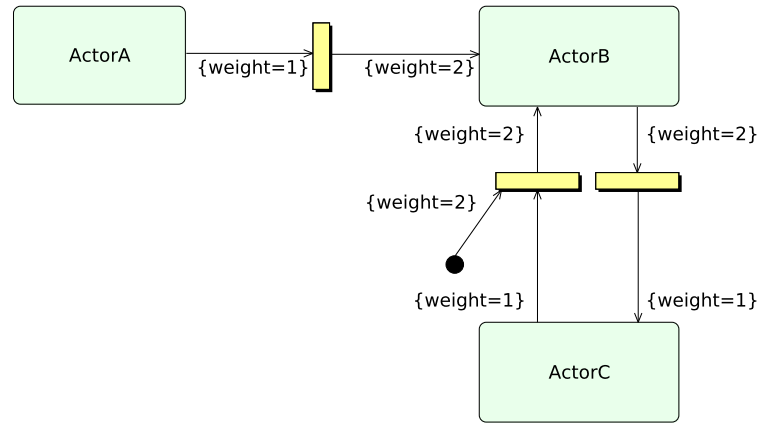 ActorA
ActorB
{weight=1}
{weight=2}
{weight=2}
{weight=2}
{weight=2}
{weight=1}
{weight=1}
ActorC